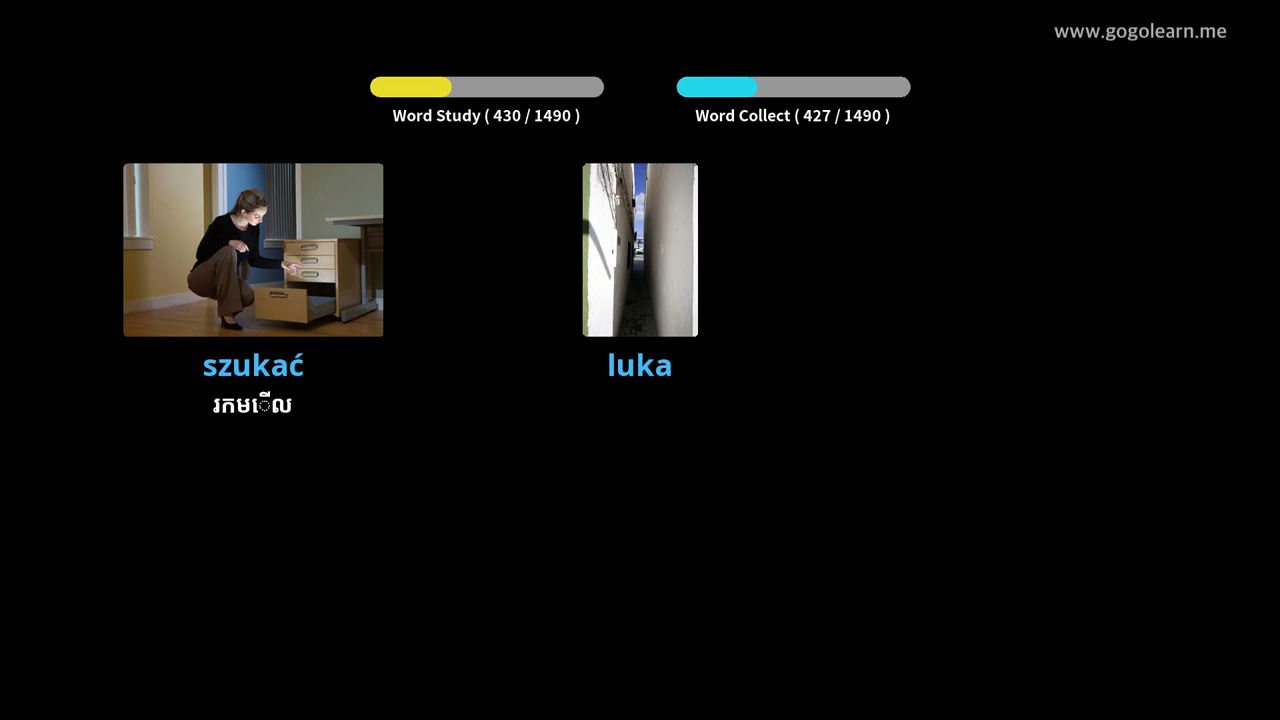 www.gogolearn.me
Word Study ( 430 / 1490 )
Word Collect ( 427 / 1490 )
szukać
luka
រកមើល